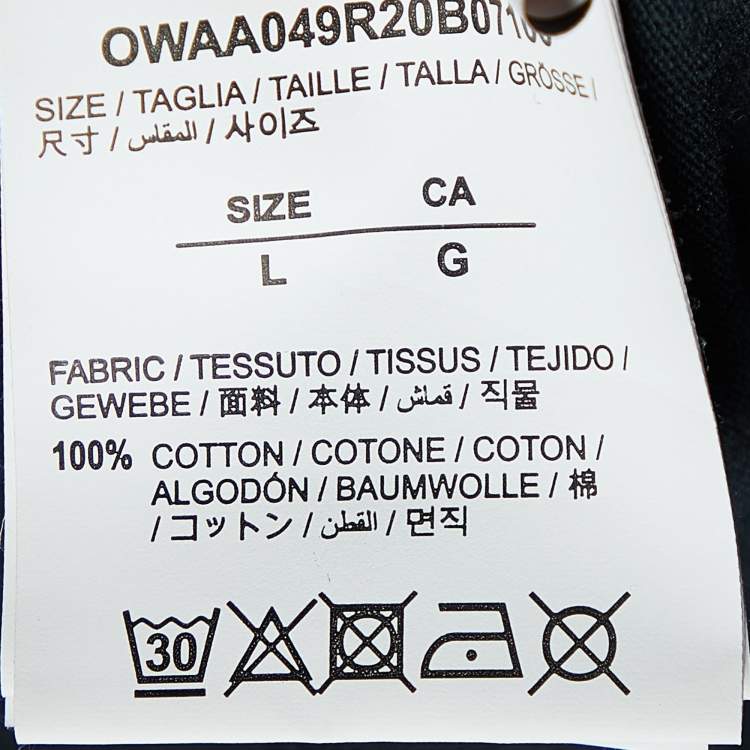 OWAA049R20B07100
SIZE / TAGLIA / TAILLE / TALLA / GRÖSSE /
尺寸 / المقاس / 사이즈
SIZE CA
L G
FABRIC / TESSUTO / TISSUS / TEJIDO /
GEWEBE / 面料 / 本体 / قماش / 직물
100% COTTON / COTONE / COTON /
ALGODÓN / BAUMWOLLE / 棉
/ コットン / القطن / 면직
30